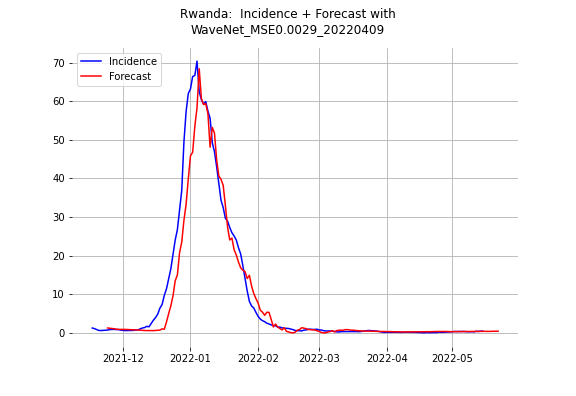 Rwanda:  Incidence + Forecast with
WaveNet_MSE0.0029_20220409
Incidence
Forecast
70
60
50
40
30
20
10
0
2021-12 2022-01 2022-02 2022-03 2022-04 2022-05